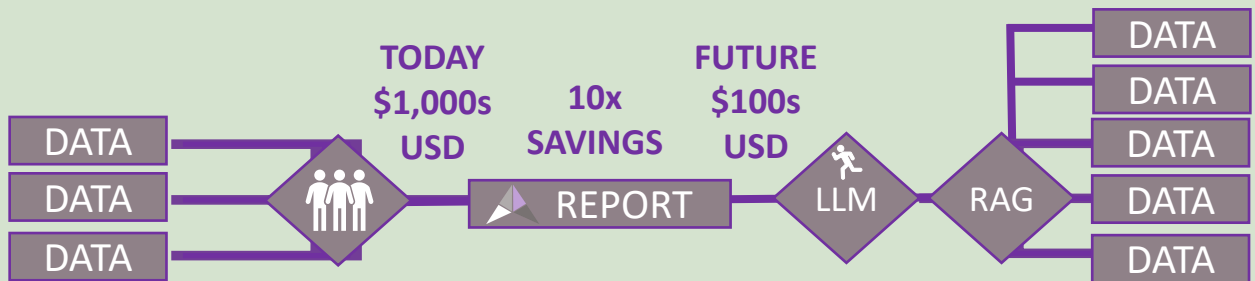 DATA
DATA
DATA
TODAY
$1,000s
USD
10x
SAVINGS
REPORT
FUTURE
$100s
USD
LLM
RAG
DATA
DATA
DATA
DATA
DATA